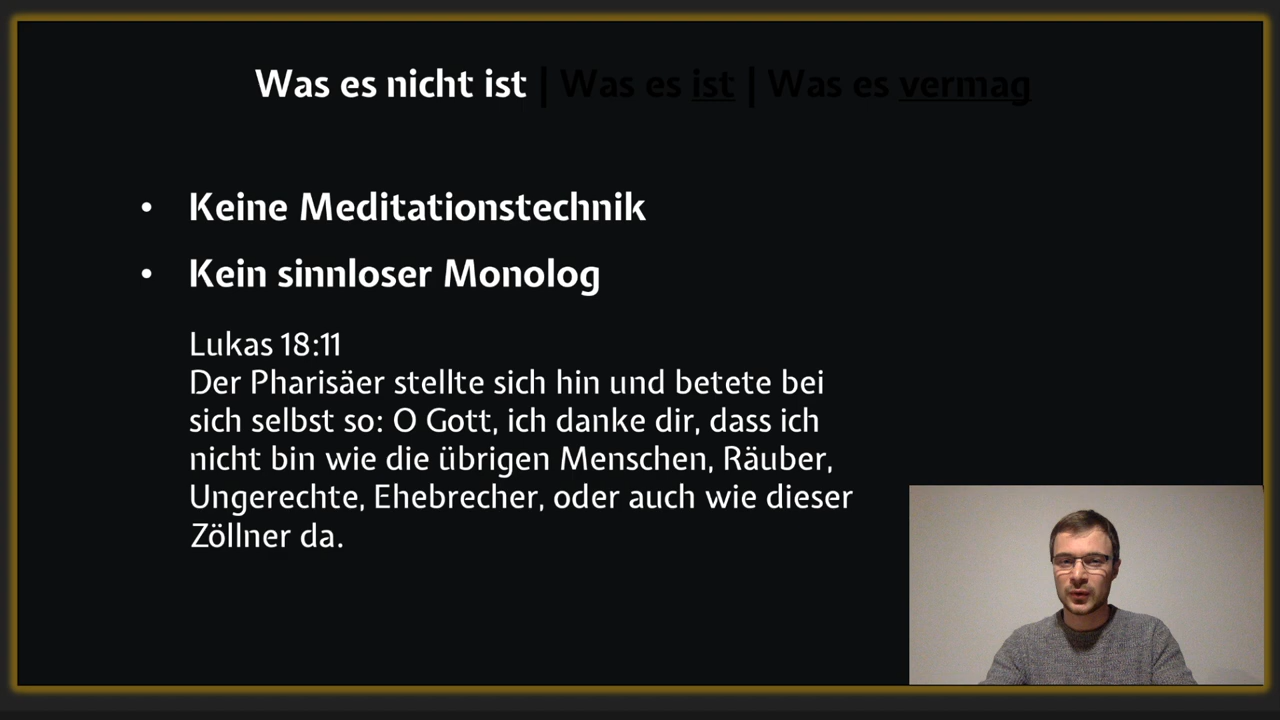 Was es nicht ist | Was es ist | Was es vermag
• Keine Meditationstechnik
• Kein sinnloser Monolog
Lukas 18:11
Der Pharisäer stellte sich hin und betete bei
sich selbst so: O Gott, ich danke dir, dass ich
nicht bin wie die übrigen Menschen, Räuber,
Ungerechte, Ehebrecher, oder auch wie dieser
Zöllner da.